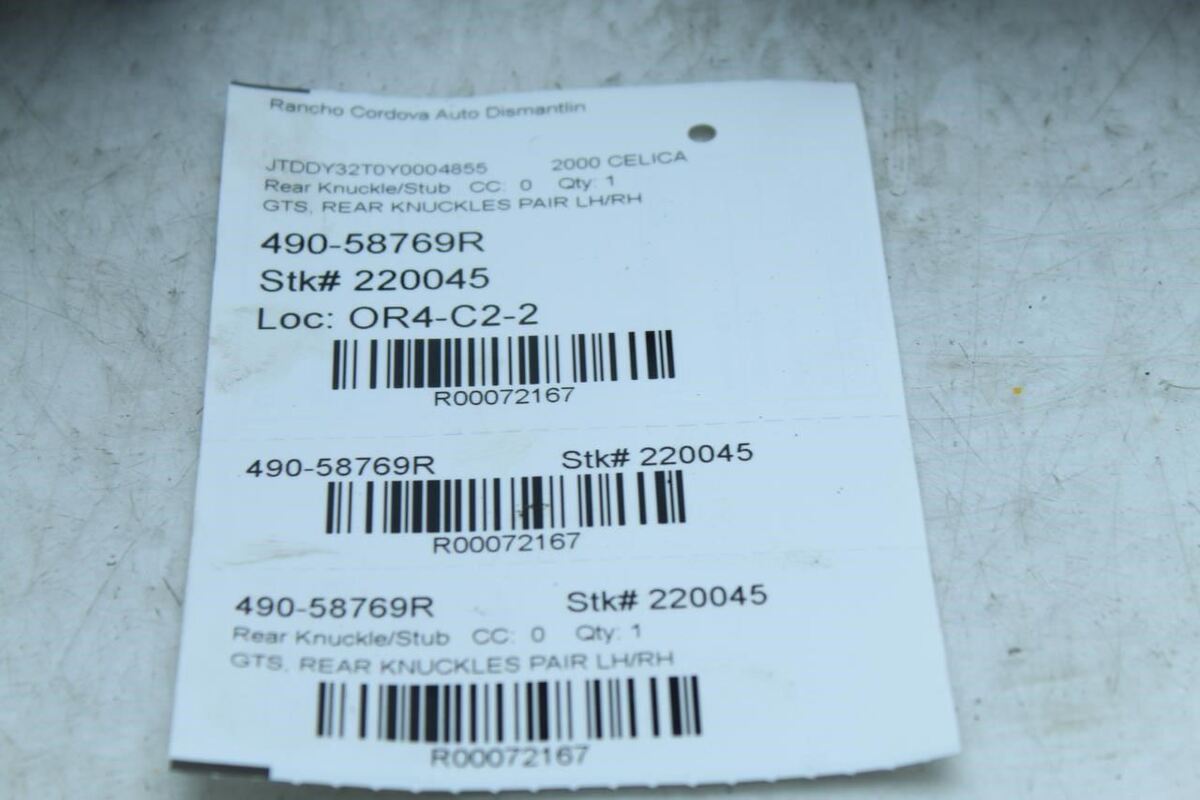 Rancho Cordova Auto Dismantlin
JTDDY32T0Y0004855 2000 CELICA
Rear Knuckle/Stub CC: 0 Qty: 1
GTS, REAR KNUCKLES PAIR LH/RH
490-58769R
Stk# 220045
Loc: OR4-C2-2
R00072167
490-58769R Stk# 220045
R00072167
490-58769R Stk# 220045
Rear Knuckle/Stub CC: 0 Qty: 1
GTS, REAR KNUCKLES PAIR LH/RH
R00072167